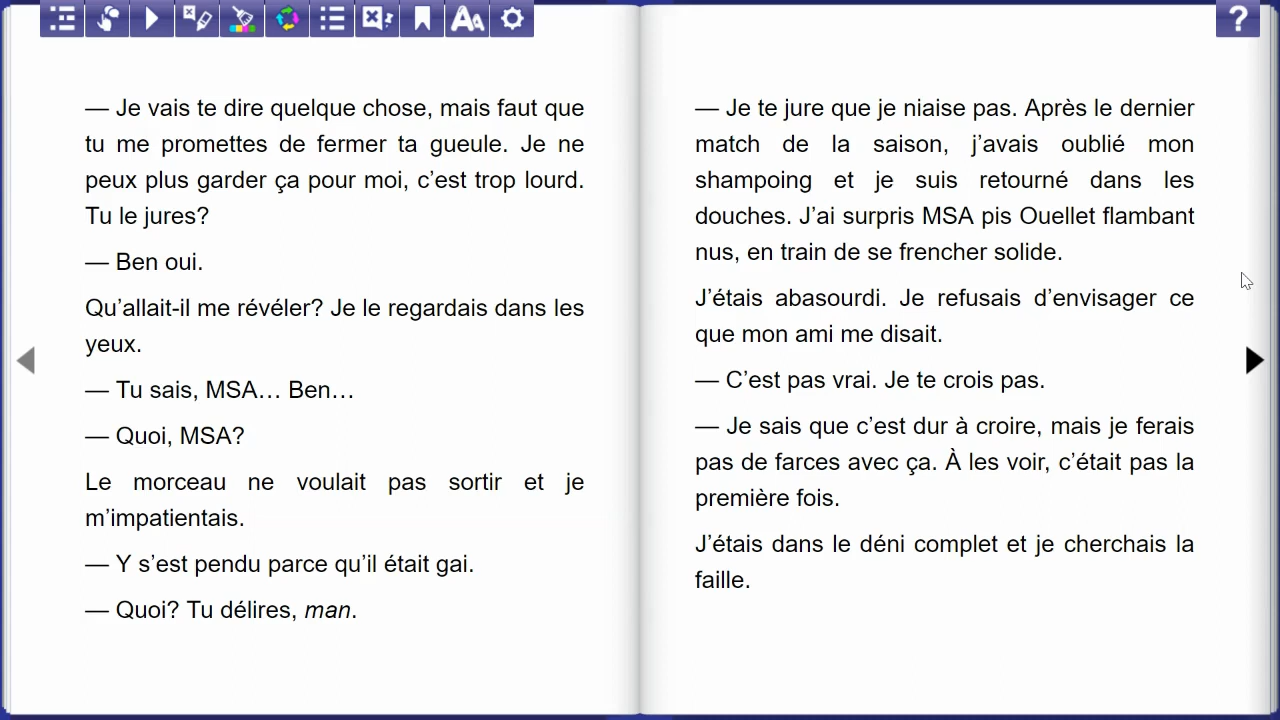 ?
— Je vais te dire quelque chose, mais faut que
tu me promettes de fermer ta gueule. Je ne
peux plus garder ça pour moi, c’est trop lourd.
Tu le jures?
— Ben oui.
Qu’allait-il me révéler? Je le regardais dans les
yeux.
— Tu sais, MSA… Ben…
— Quoi, MSA?
Le morceau ne voulait pas sortir et je
m’impatientais.
— Y s’est pendu parce qu’il était gai.
— Quoi? Tu délires, man.
— Je te jure que je niaise pas. Après le dernier
match de la saison, j’avais oublié mon
shampoing et je suis retourné dans les
douches. J’ai surpris MSA pis Ouellet flambant
nus, en train de se frencher solide.
J’étais abasourdi. Je refusais d’envisager ce
que mon ami me disait.
— C’est pas vrai. Je te crois pas.
— Je sais que c’est dur à croire, mais je ferais
pas de farces avec ça. À les voir, c’était pas la
première fois.
J’étais dans le déni complet et je cherchais la
faille.